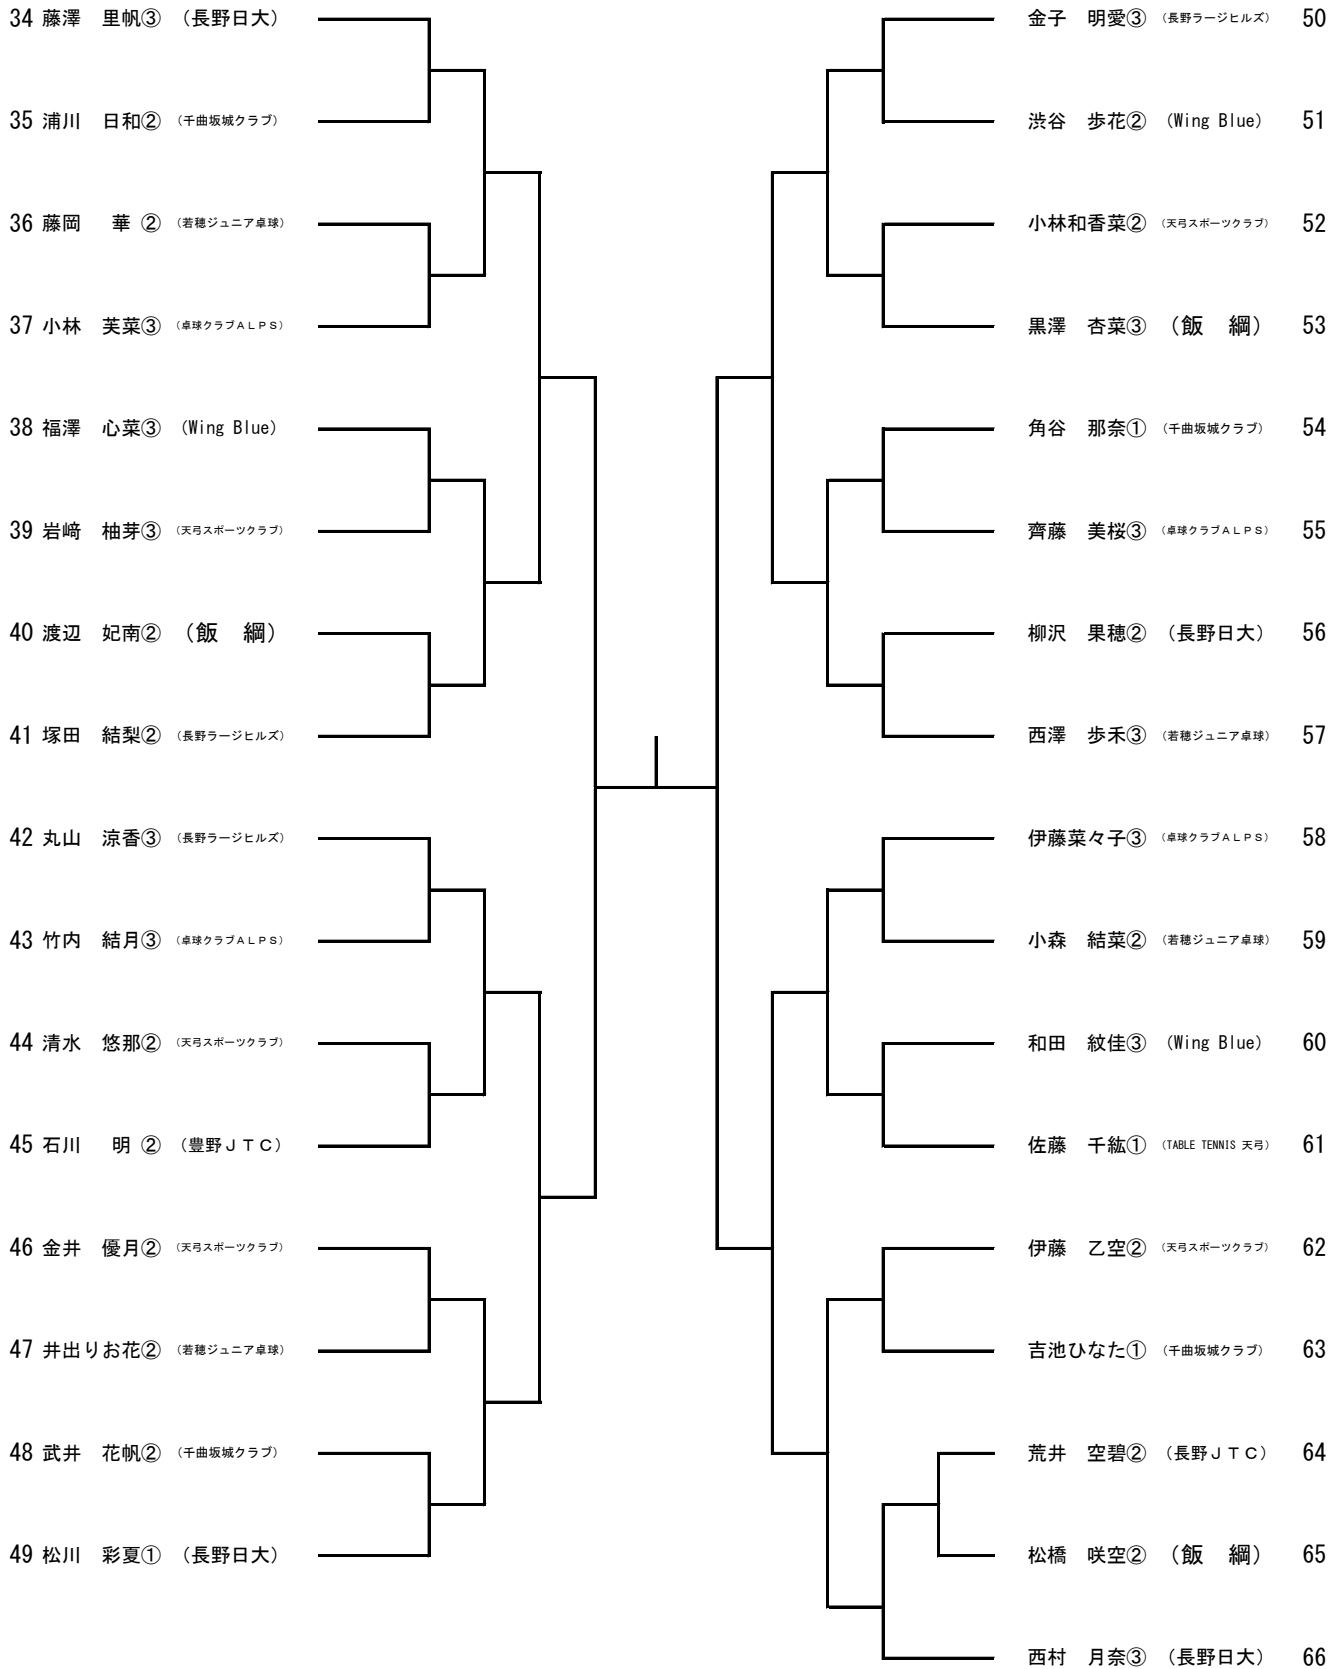 34 藤澤　里帆③ （長野日大）
35 浦川　日和② （千曲坂城クラブ）
36 藤岡　華 ② （若穂ジュニア卓球）
37 小林　芙菜③ （卓球クラブＡＬＰＳ）
38 福澤　心菜③ （Wing Blue）
39 岩﨑　柚芽③ （天弓スポーツクラブ）
40 渡辺　妃南② （飯　綱）
41 塚田　結梨② （長野ラージヒルズ）
42 丸山　涼香③ （長野ラージヒルズ）
43 竹内　結月③ （卓球クラブＡＬＰＳ）
44 清水　悠那② （天弓スポーツクラブ）
45 石川　明 ② （豊野ＪＴＣ）
46 金井　優月② （天弓スポーツクラブ）
47 井出りお花② （若穂ジュニア卓球）
48 武井　花帆② （千曲坂城クラブ）
49 松川　彩夏① （長野日大）
金子　明愛③ （長野ラージヒルズ） 50
渋谷　歩花② （Wing Blue） 51
小林和香菜② （天弓スポーツクラブ） 52
黒澤　杏菜③ （飯　綱） 53
角谷　那奈① （千曲坂城クラブ） 54
齊藤　美桜③ （卓球クラブＡＬＰＳ） 55
柳沢　果穂② （長野日大） 56
西澤　歩禾③ （若穂ジュニア卓球） 57
伊藤菜々子③ （卓球クラブＡＬＰＳ） 58
小森　結菜② （若穂ジュニア卓球） 59
和田　紋佳③ （Wing Blue） 60
佐藤　千紘① （TABLE TENNIS 天弓） 61
伊藤　乙空② （天弓スポーツクラブ） 62
吉池ひなた① （千曲坂城クラブ） 63
荒井　空碧② （長野ＪＴＣ） 64
松橋　咲空② （飯　綱） 65
西村　月奈③ （長野日大） 66